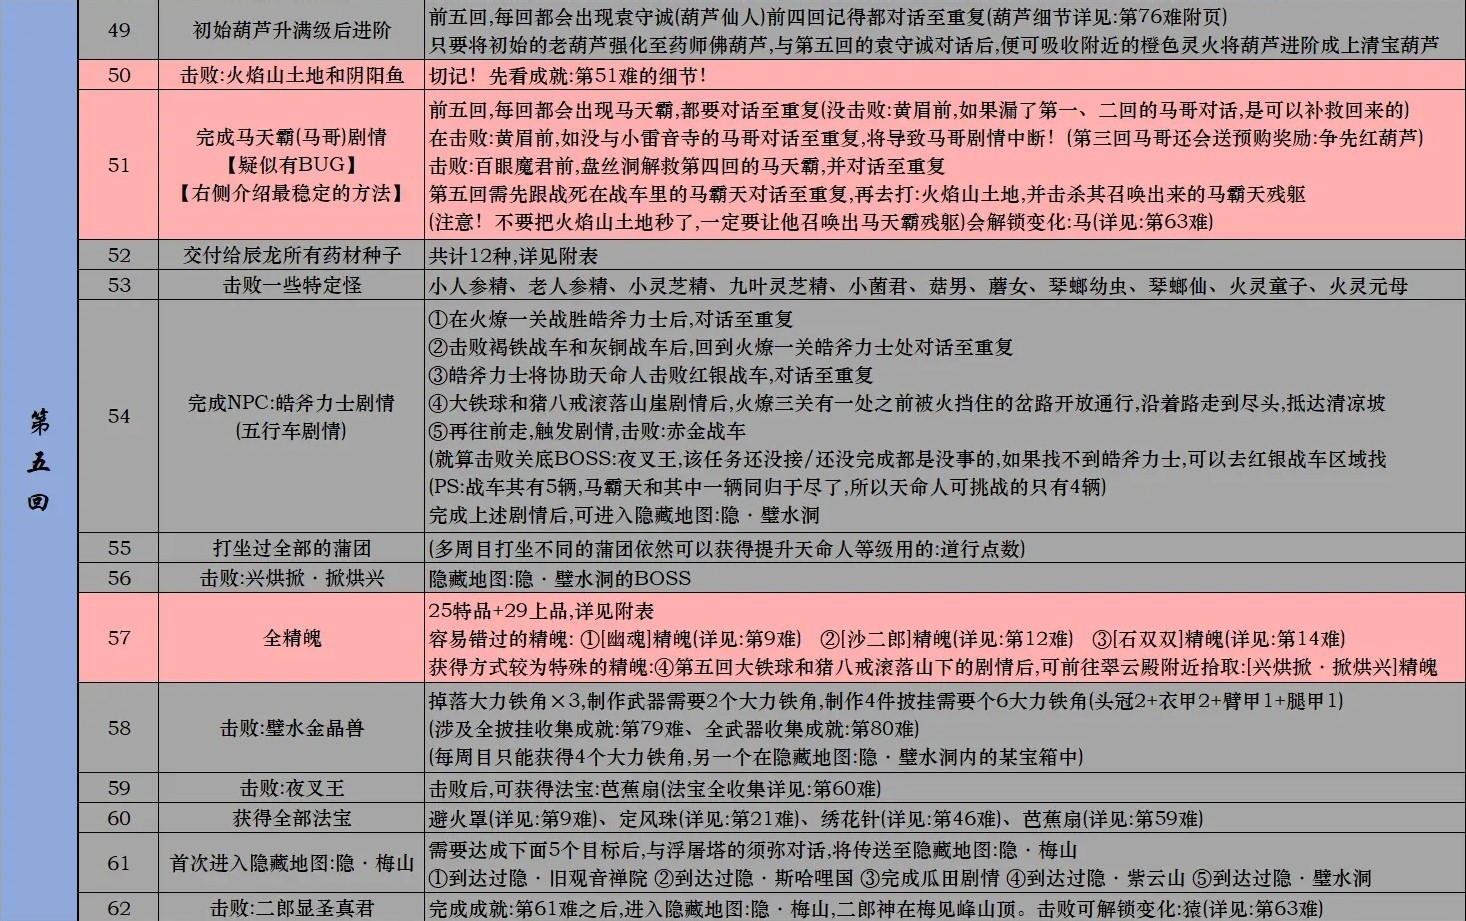 第五回
49
初始葫芦升满级后进阶
前五回,每回都会出现袁守诚(葫芦仙人)前四回记得都对话至重复(葫芦细节详见:第76难附页)
只要将初始的老葫芦强化至药师佛葫芦,与第五回的袁守诚对话后,便可吸收附近的橙色灵火将葫芦进阶成上清宝葫芦
50
击败:火焰山土地和阴阳鱼
切记！先看成就:第51难的细节！
51
完成马天霸(马哥)剧情
【疑似有BUG】
【右侧介绍最稳定的方法】
前五回,每回都会出现马天霸,都要对话至重复(没击败:黄眉前,如果漏了第一、二回的马哥对话,是可以补救回来的)
在击败:黄眉前,如没与小雷音寺的马哥对话至重复,将导致马哥剧情中断！(第三回马哥还会送预购奖励:争先红葫芦)
击败:百眼魔君前,盘丝洞解救第四回的马天霸,并对话至重复
第五回需先跟战死在战车里的马霸天对话至重复,再去打:火焰山土地,并击杀其召唤出来的马霸天残躯
(注意！不要把火焰山土地秒了,一定要让他召唤出马天霸残躯)会解锁变化:马(详见:第63难)
52
交付给辰龙所有药材种子
共计12种,详见附表
53
击败一些特定怪
小人参精、老人参精、小灵芝精、九叶灵芝精、小菌君、菇男、蘑女、琴螂幼虫、琴螂仙、火灵童子、火灵元母
54
完成NPC:皓斧力士剧情
(五行车剧情)
①在火燎一关战胜皓斧力士后,对话至重复
②击败褐铁战车和灰铜战车后,回到火燎一关皓斧力士处对话至重复
③皓斧力士将协助天命人击败红银战车,对话至重复
④大铁球和猪八戒滚落山崖剧情后,火燎三关有一处之前被火挡住的岔路开放通行,沿着路走到尽头,抵达清凉坡
⑤再往前走,触发剧情,击败:赤金战车
(就算击败关底BOSS:夜叉王,该任务还没接/还没完成都是没事的,如果找不到皓斧力士,可以去红银战车区域找
(PS:战车其有5辆,马霸天和其中一辆同归于尽了,所以天命人可挑战的只有4辆)
完成上述剧情后,可进入隐藏地图:隐·璧水洞
55
打坐过全部的蒲团
(多周目打坐不同的蒲团依然可以获得提升天命人等级用的:道行点数)
56
击败:兴烘掀·掀烘兴
隐藏地图:隐·璧水洞的BOSS
57
全精魄
25特品+29上品,详见附表
容易错过的精魄: ①[幽魂]精魄(详见:第9难) ②[沙二郎]精魄(详见:第12难) ③[石双双]精魄(详见:第14难)
获得方式较为特殊的精魄:④第五回大铁球和猪八戒滚落山下的剧情后,可前往翠云殿附近拾取:[兴烘掀·掀烘兴]精魄
58
击败:璧水金晶兽
掉落大力铁角×3,制作武器需要2个大力铁角,制作4件披挂需要个6大力铁角(头冠2+衣甲2+臂甲1+腿甲1)
(涉及全披挂收集成就:第79难、全武器收集成就:第80难)
(每周目只能获得4个大力铁角,另一个在隐藏地图:隐·璧水洞内的某宝箱中)
59
击败:夜叉王
击败后,可获得法宝:芭蕉扇(法宝全收集详见:第60难)
60
获得全部法宝
避火罩(详见:第9难)、定风珠(详见:第21难)、绣花针(详见:第46难)、芭蕉扇(详见:第59难)
61
首次进入隐藏地图:隐·梅山
需要达成下面5个目标后,与浮屠塔的须弥对话,将传送至隐藏地图:隐·梅山
①到达过隐·旧观音禅院 ②到达过隐·斯哈哩国 ③完成瓜田剧情 ④到达过隐·紫云山 ⑤到达过隐·璧水洞
62
击败:二郎显圣真君
完成成就:第61难之后,进入隐藏地图:隐·梅山,二郎神在梅见峰山顶。击败可解锁变化:猿(详见:第63难)